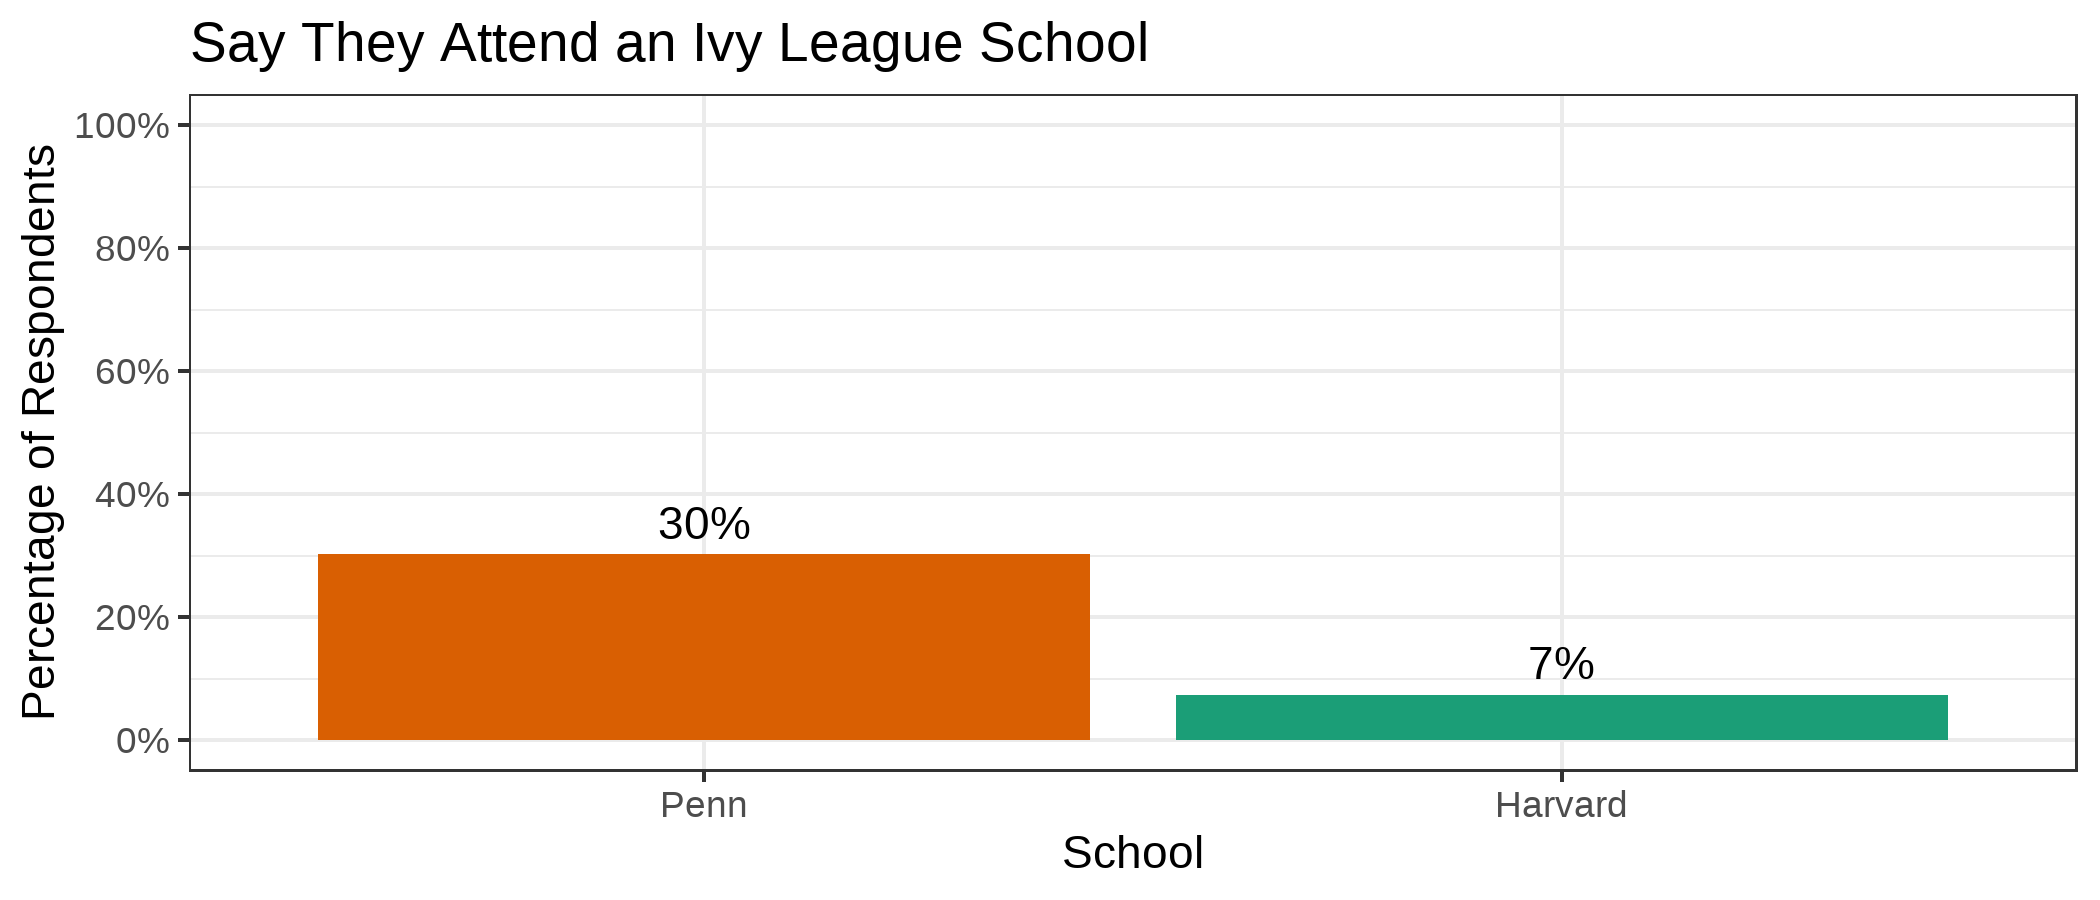 Say They Attend an Ivy League School
Percentage of Respondents
100%
80%
60%
40%
20%
0%
30%
7%
Penn
Harvard
School